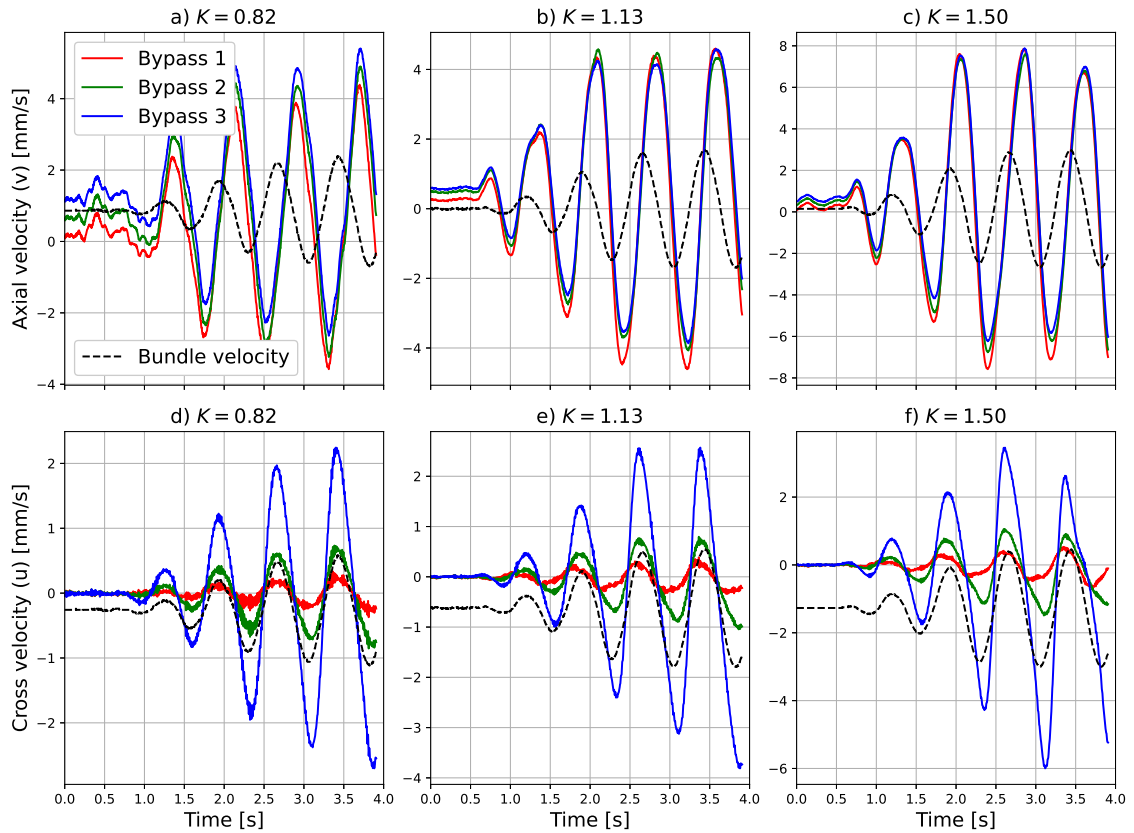 a) K = 0.82
b) K = 1.13
c) K = 1.50
Axial velocity (v) [mm/s]
4
2
0
−2
−4
Bypass 1
Bypass 2
Bypass 3
Bundle velocity
4
2
0
−2
−4
8
6
4
2
0
−2
−4
−6
−8
d) K = 0.82
e) K = 1.13
f) K = 1.50
Cross velocity (u) [mm/s]
2
1
0
−1
−2
2
1
0
−1
−2
−3
−4
2
0
−2
−4
−6
0.0 0.5 1.0 1.5 2.0 2.5 3.0 3.5 4.0
0.0 0.5 1.0 1.5 2.0 2.5 3.0 3.5 4.0
0.0 0.5 1.0 1.5 2.0 2.5 3.0 3.5 4.0
Time [s]
Time [s]
Time [s]